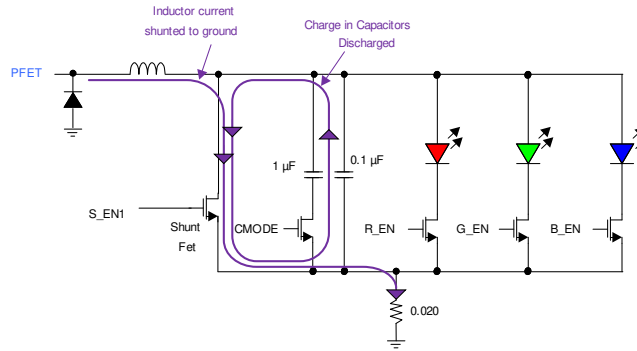 Inductor current
shunted to ground
Charge in Capacitors
Discharged
PFET
1 µF
0.1 µF
S_EN1
Shunt
Fet
CMODE
R_EN
G_EN
B_EN
0.020